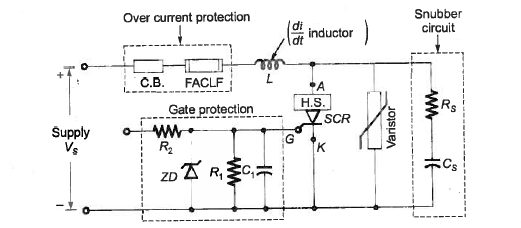 Over current protection
(di/dt inductor)
Snubber
circuit
+
C.B.
FACLF
L
A
H.S.
SCR
Varistor
RS
CS
Gate protection
G
K
R2
ZD
R1
C1
Supply
Vs
−